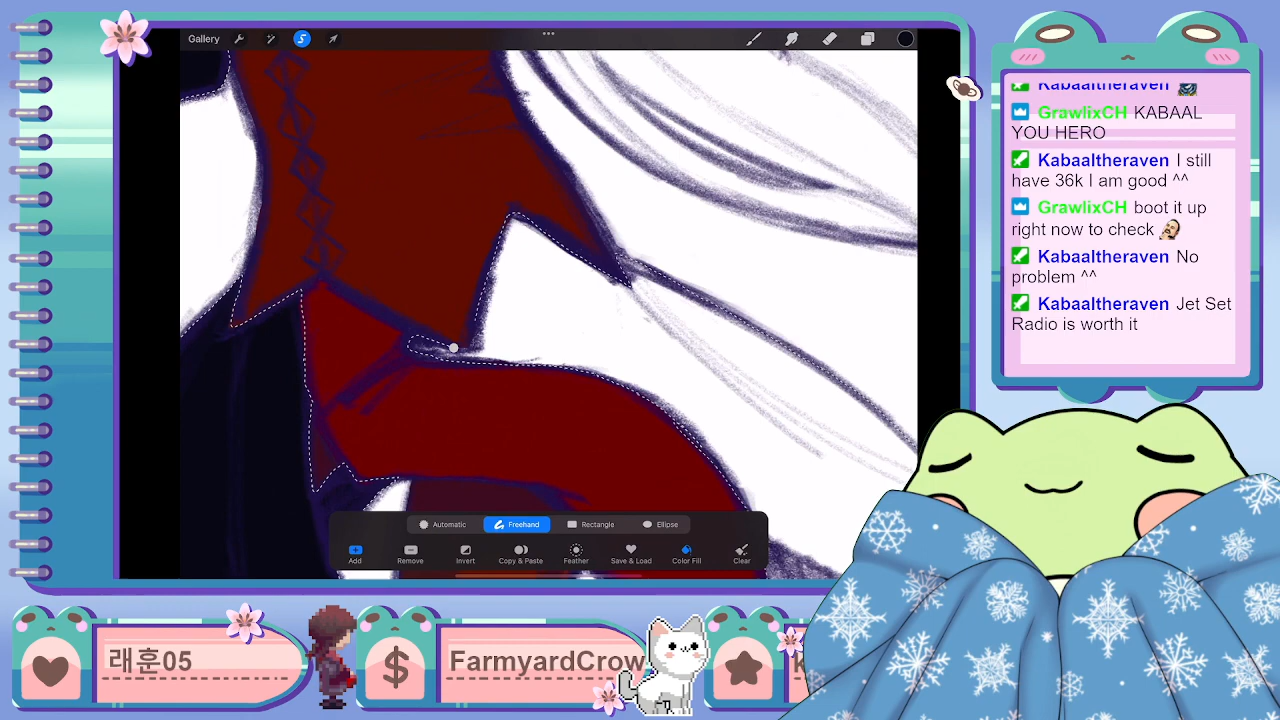 Gallery
Kabaaltheraven
GrawlixCH KABAAL
YOU HERO
Kabaaltheraven I still
have 36k I am good ^^
GrawlixCH boot it up
right now to check
Kabaaltheraven No
problem ^^
Kabaaltheraven Jet Set
Radio is worth it
Automatic Freehand Rectangle Ellipse
Add Remove Invert Copy & Paste Feather Save & Load Color Fill Clear
래훈05
$
FarmyardCrow